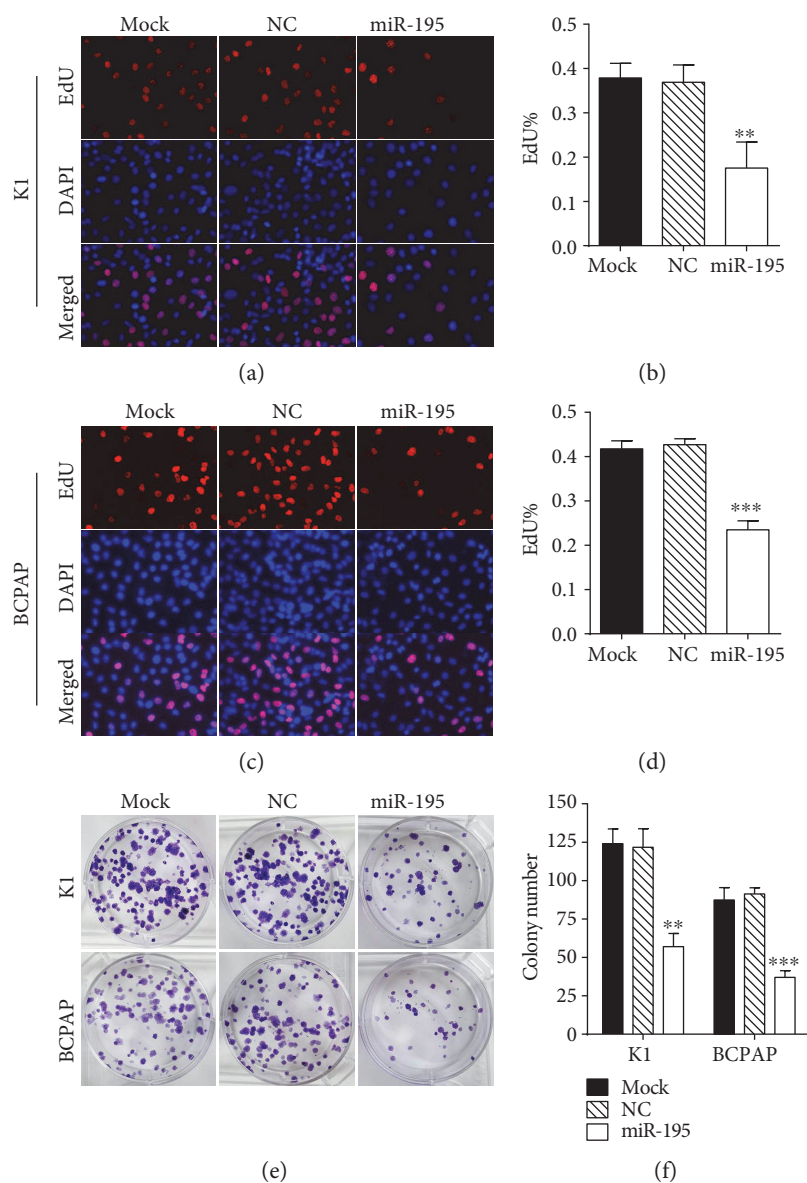 Mock NC miR-195
K1
EdU
DAPI
Merged
(a)
EdU%
0.5
0.4
0.3
0.2
0.1
0.0
**
Mock NC miR-195
(b)
Mock NC miR-195
BCPAP
EdU
DAPI
Merged
(c)
EdU%
0.5
0.4
0.3
0.2
0.1
0.0
***
Mock NC miR-195
(d)
Mock NC miR-195
K1
BCPAP
(e)
Colony number
150
125
100
75
50
25
0
**
***
K1 BCPAP
Mock
NC
miR-195
(f)